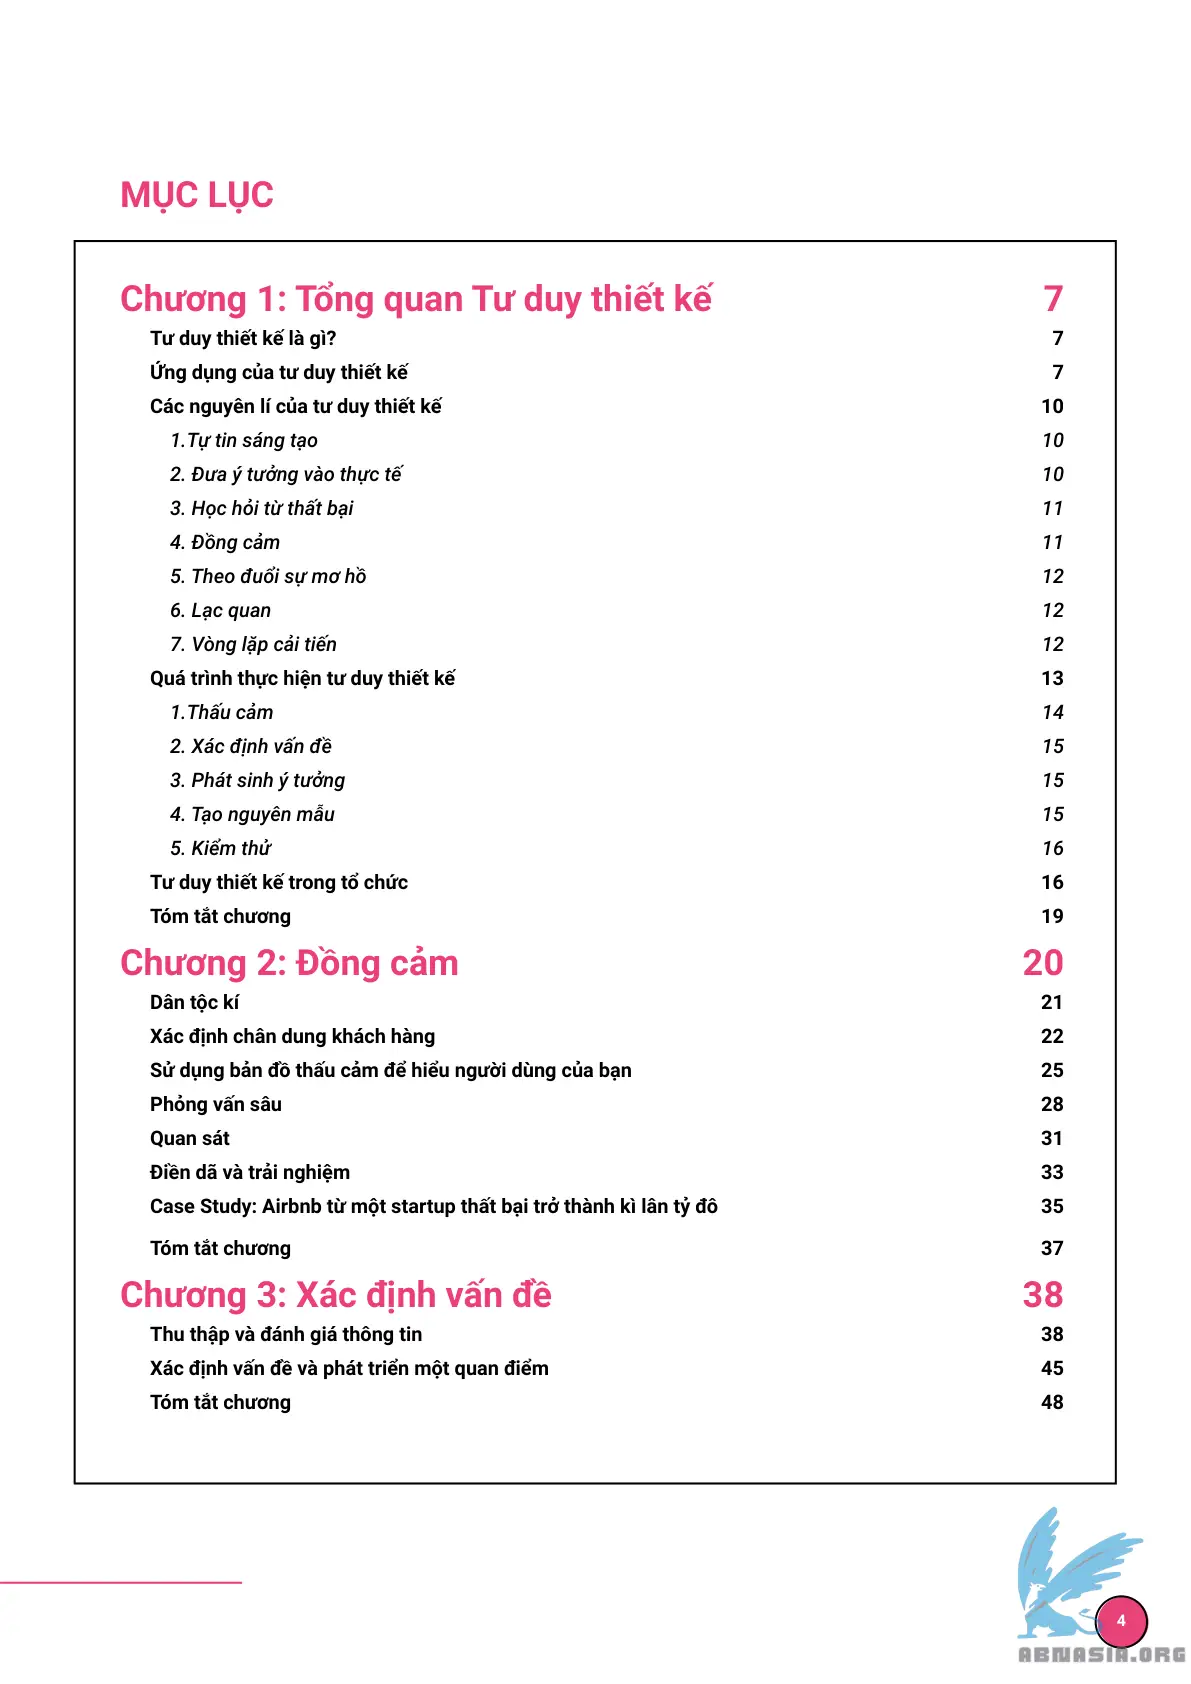 MỤC LỤC
Chương 1: Tổng quan Tư duy thiết kế 7
Tư duy thiết kế là gì? 7
Ứng dụng của tư duy thiết kế 7
Các nguyên lí của tư duy thiết kế 10
1.Tự tin sáng tạo 10
2. Đưa ý tưởng vào thực tế 10
3. Học hỏi từ thất bại 11
4. Đồng cảm 11
5. Theo đuổi sự mơ hồ 12
6. Lạc quan 12
7. Vòng lặp cải tiến 12
Quá trình thực hiện tư duy thiết kế 13
1.Thấu cảm 14
2. Xác định vấn đề 15
3. Phát sinh ý tưởng 15
4. Tạo nguyên mẫu 15
5. Kiểm thử 16
Tư duy thiết kế trong tổ chức 16
Tóm tắt chương 19
Chương 2: Đồng cảm 20
Dân tộc kí 21
Xác định chân dung khách hàng 22
Sử dụng bản đồ thấu cảm để hiểu người dùng của bạn 25
Phỏng vấn sâu 28
Quan sát 31
Điền dã và trải nghiệm 33
Case Study: Airbnb từ một startup thất bại trở thành kì lân tỷ đô 35
Tóm tắt chương 37
Chương 3: Xác định vấn đề 38
Thu thập và đánh giá thông tin 38
Xác định vấn đề và phát triển một quan điểm 45
Tóm tắt chương 48
4
ABNASIA.ORG